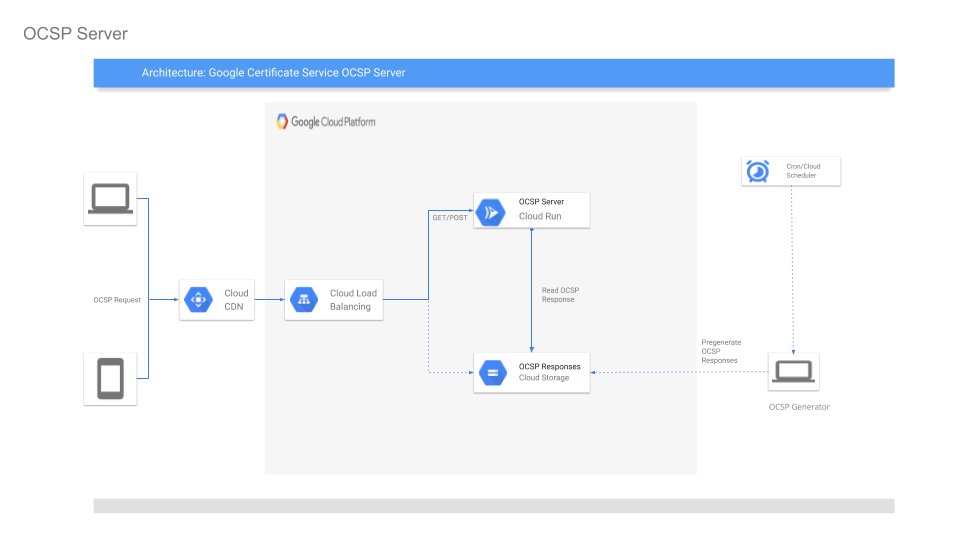 OCSP Server
Architecture: Google Certificate Service OCSP Server
Google Cloud Platform
Cron/Cloud
Scheduler
OCSP Server
Cloud Run
GET/POST
OCSP Request
Cloud
CDN
Cloud Load
Balancing
Read OCSP
Response
Pregenerate
OCSP
Responses
OCSP Responses
Cloud Storage
OCSP Generator